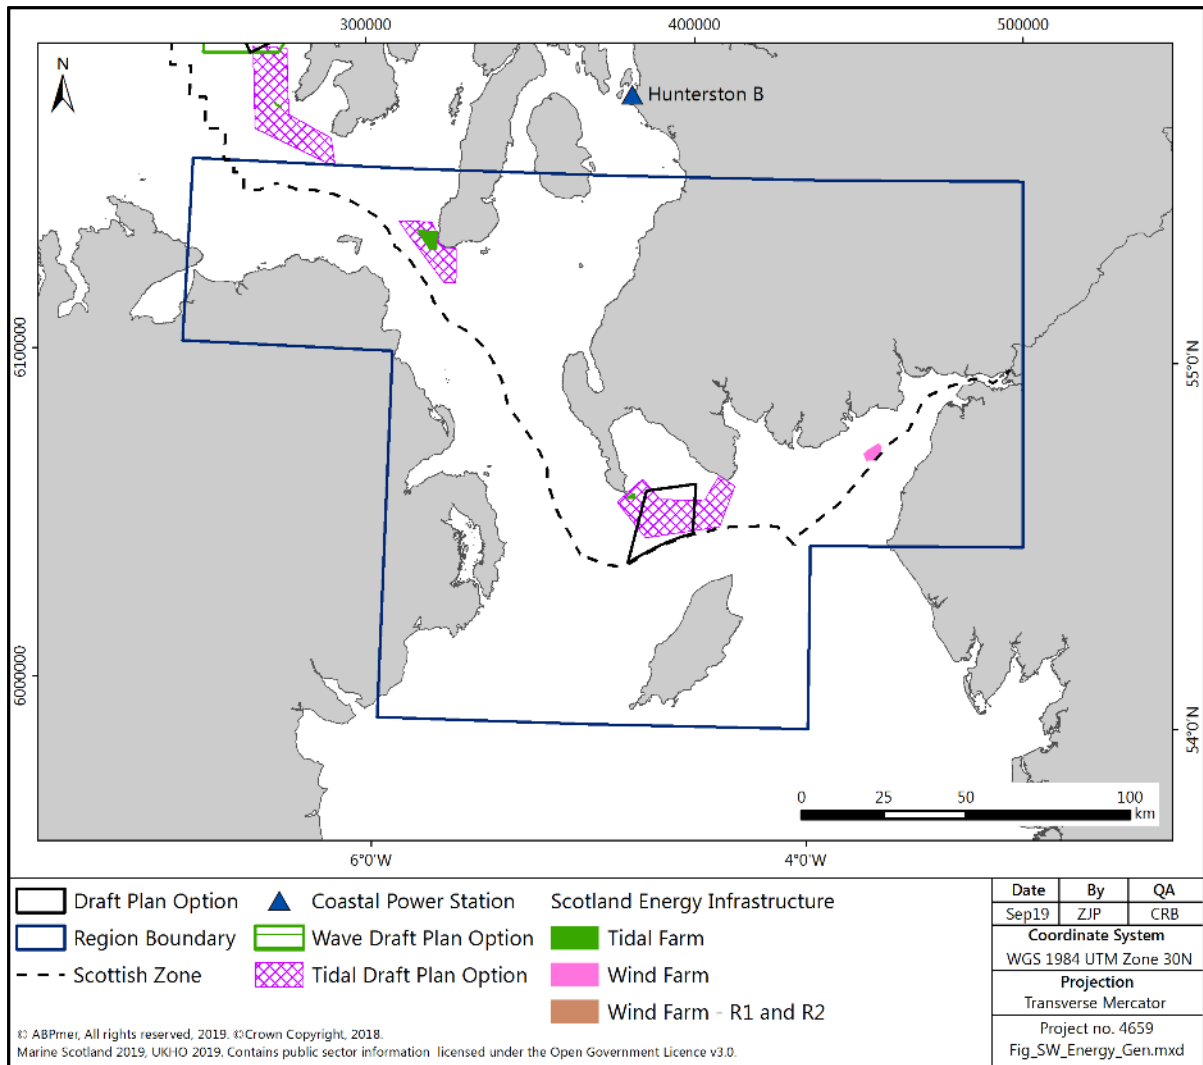 300000
400000
500000
N
Hunterston B
6100000
55°0'N
6000000
54°0'N
0
25
50
100
km
6°0'W
4°0'W
Draft Plan Option
Region Boundary
Scottish Zone
Coastal Power Station
Wave Draft Plan Option
Tidal Draft Plan Option
Scotland Energy Infrastructure
Tidal Farm
Wind Farm
Wind Farm - R1 and R2
© ABPmer, All rights reserved, 2019. ©Crown Copyright, 2018.
Marine Scotland 2019, UKHO 2019. Contains public sector information licensed under the Open Government Licence v3.0.
Date By QA
Sep19 ZJP CRB
Coordinate System
WGS 1984 UTM Zone 30N
Projection
Transverse Mercator
Project no. 4659
Fig_SW_Energy_Gen.mxd